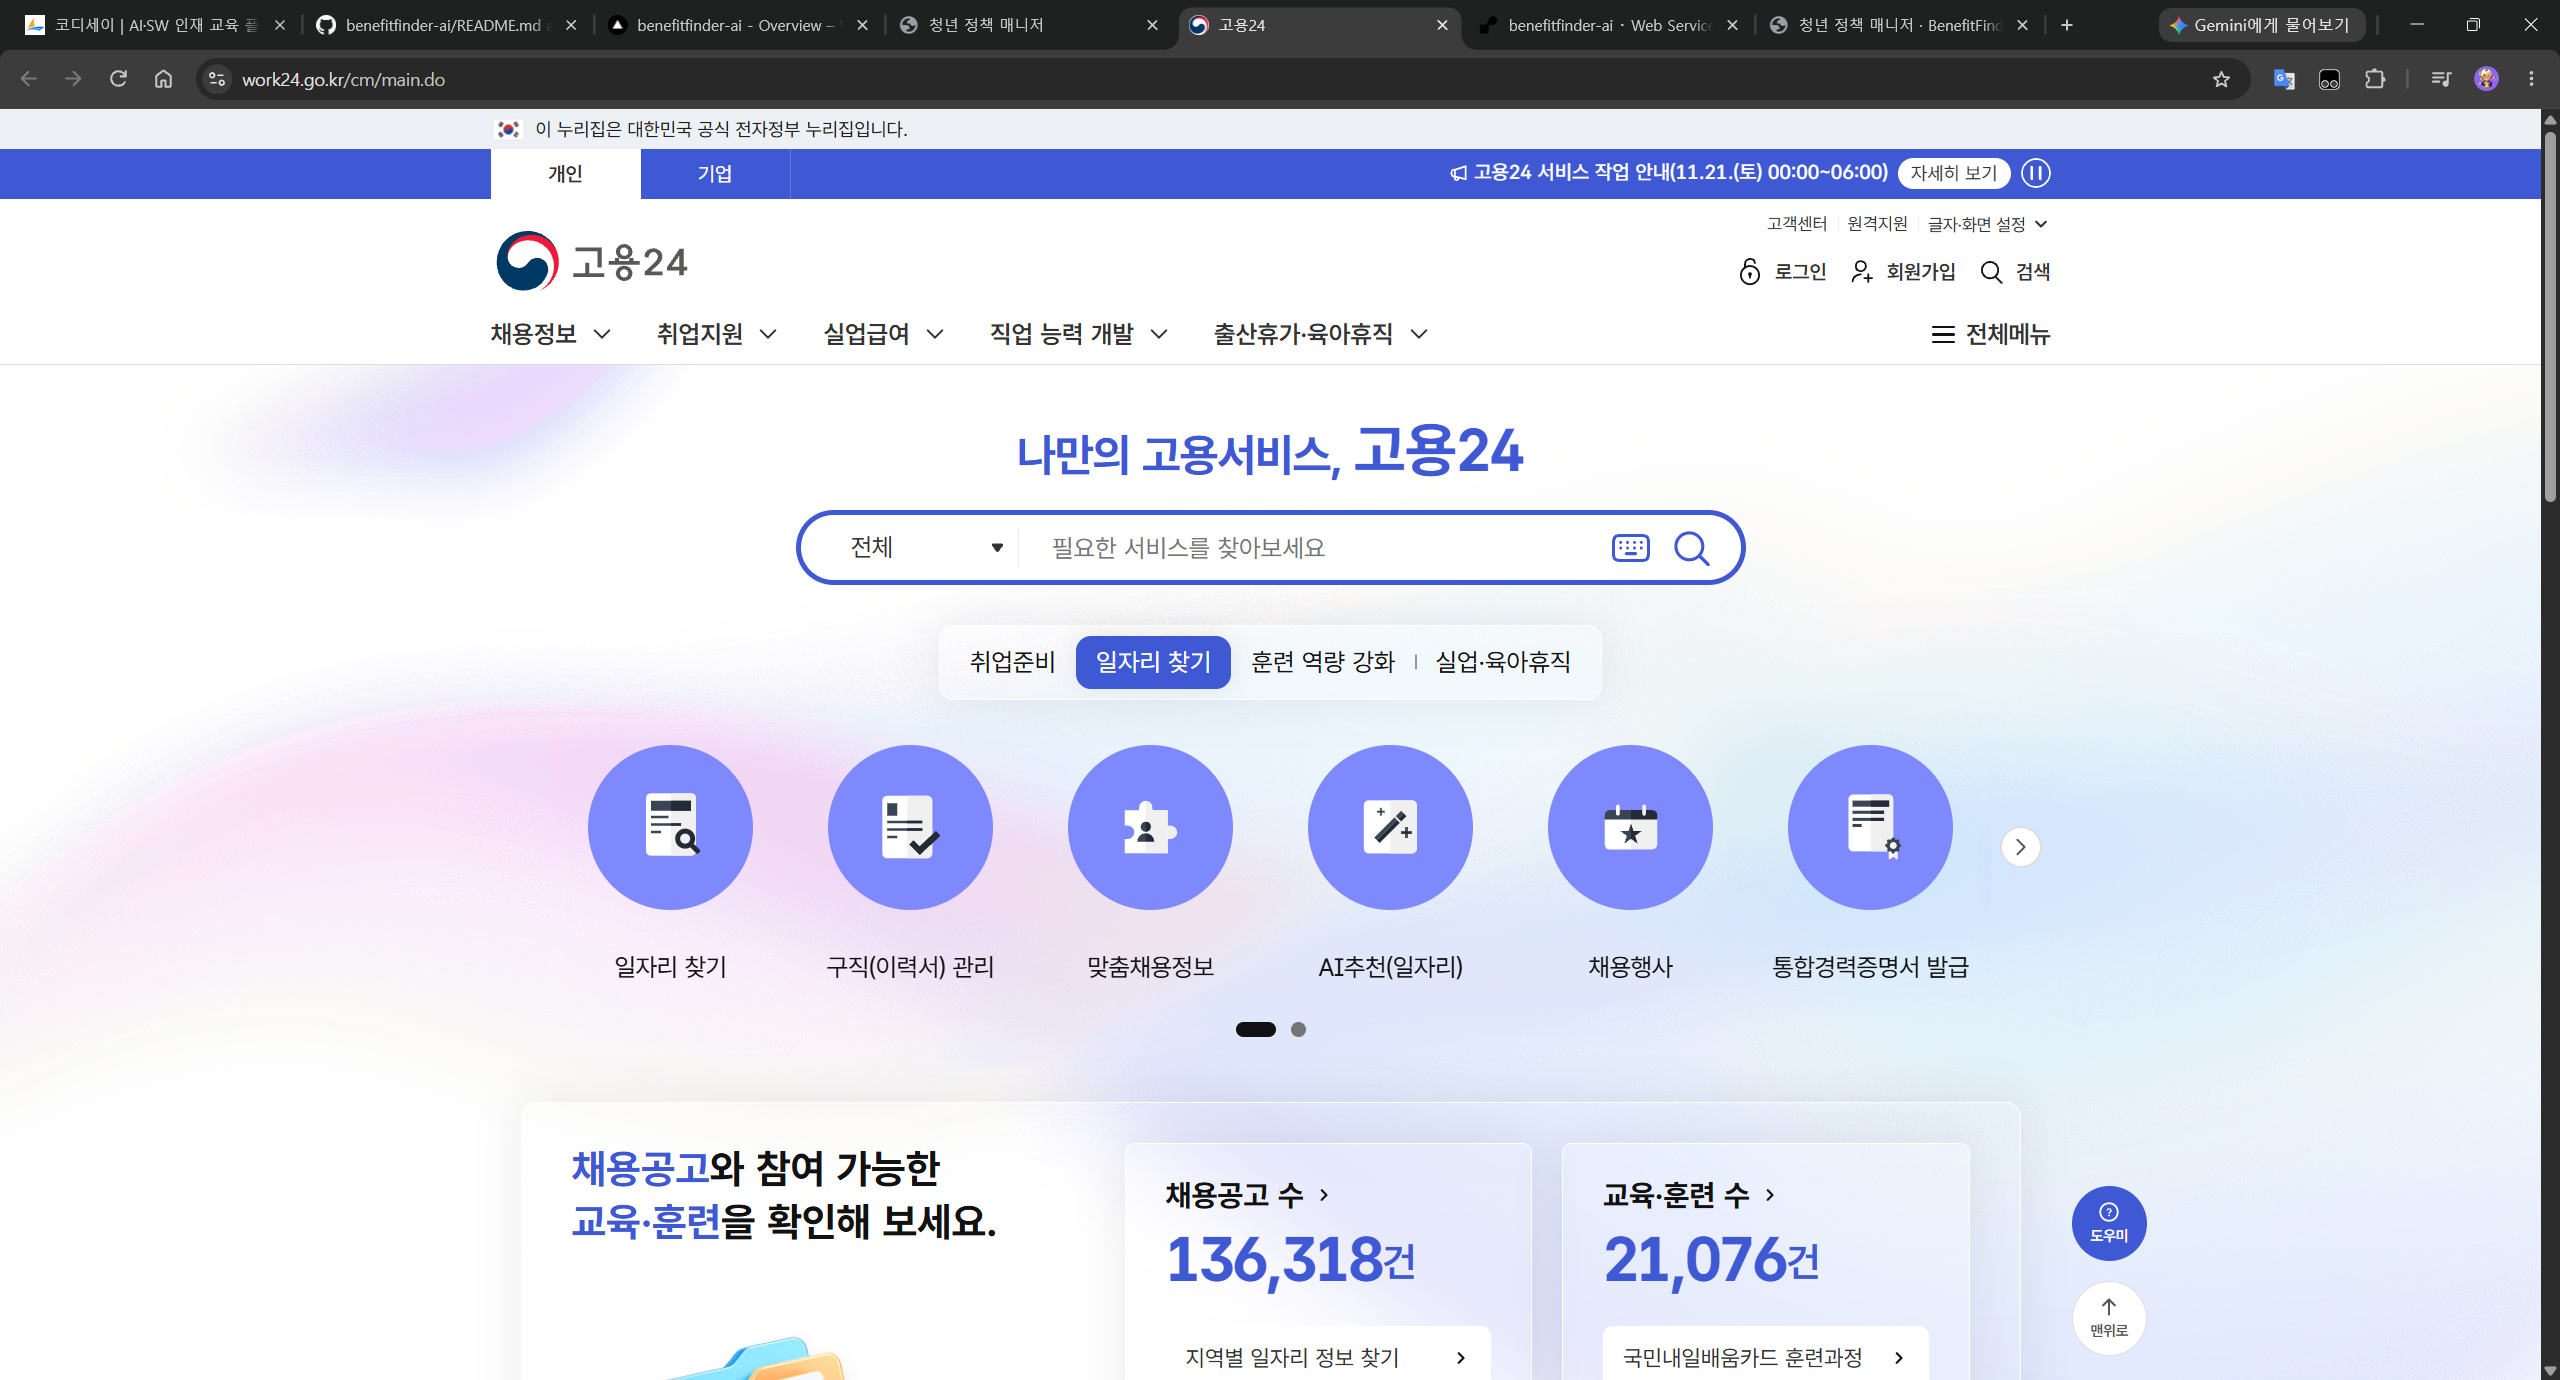 코디세이 | AI·SW 인재 교육 플
benefitfinder-ai/README.md a
benefitfinder-ai - Overview –
청년 정책 매니저
고용24
benefitfinder-ai · Web Service
청년 정책 매니저 · BenefitFind
Gemini에게 물어보기
work24.go.kr/cm/main.do
이 누리집은 대한민국 공식 전자정부 누리집입니다.
개인
기업
고용24 서비스 작업 안내(11.21.(토) 00:00~06:00)
자세히 보기
고객센터
원격지원
글자·화면 설정
고용24
로그인
회원가입
검색
채용정보
취업지원
실업급여
직업 능력 개발
출산휴가·육아휴직
전체메뉴
나만의 고용서비스, 고용24
전체
필요한 서비스를 찾아보세요
취업준비
일자리 찾기
훈련 역량 강화
실업·육아휴직
일자리 찾기
구직(이력서) 관리
맞춤채용정보
AI추천(일자리)
채용행사
통합경력증명서 발급
채용공고와 참여 가능한
교육·훈련을 확인해 보세요.
채용공고 수
136,318건
지역별 일자리 정보 찾기
교육·훈련 수
21,076건
국민내일배움카드 훈련과정
도우미
맨위로